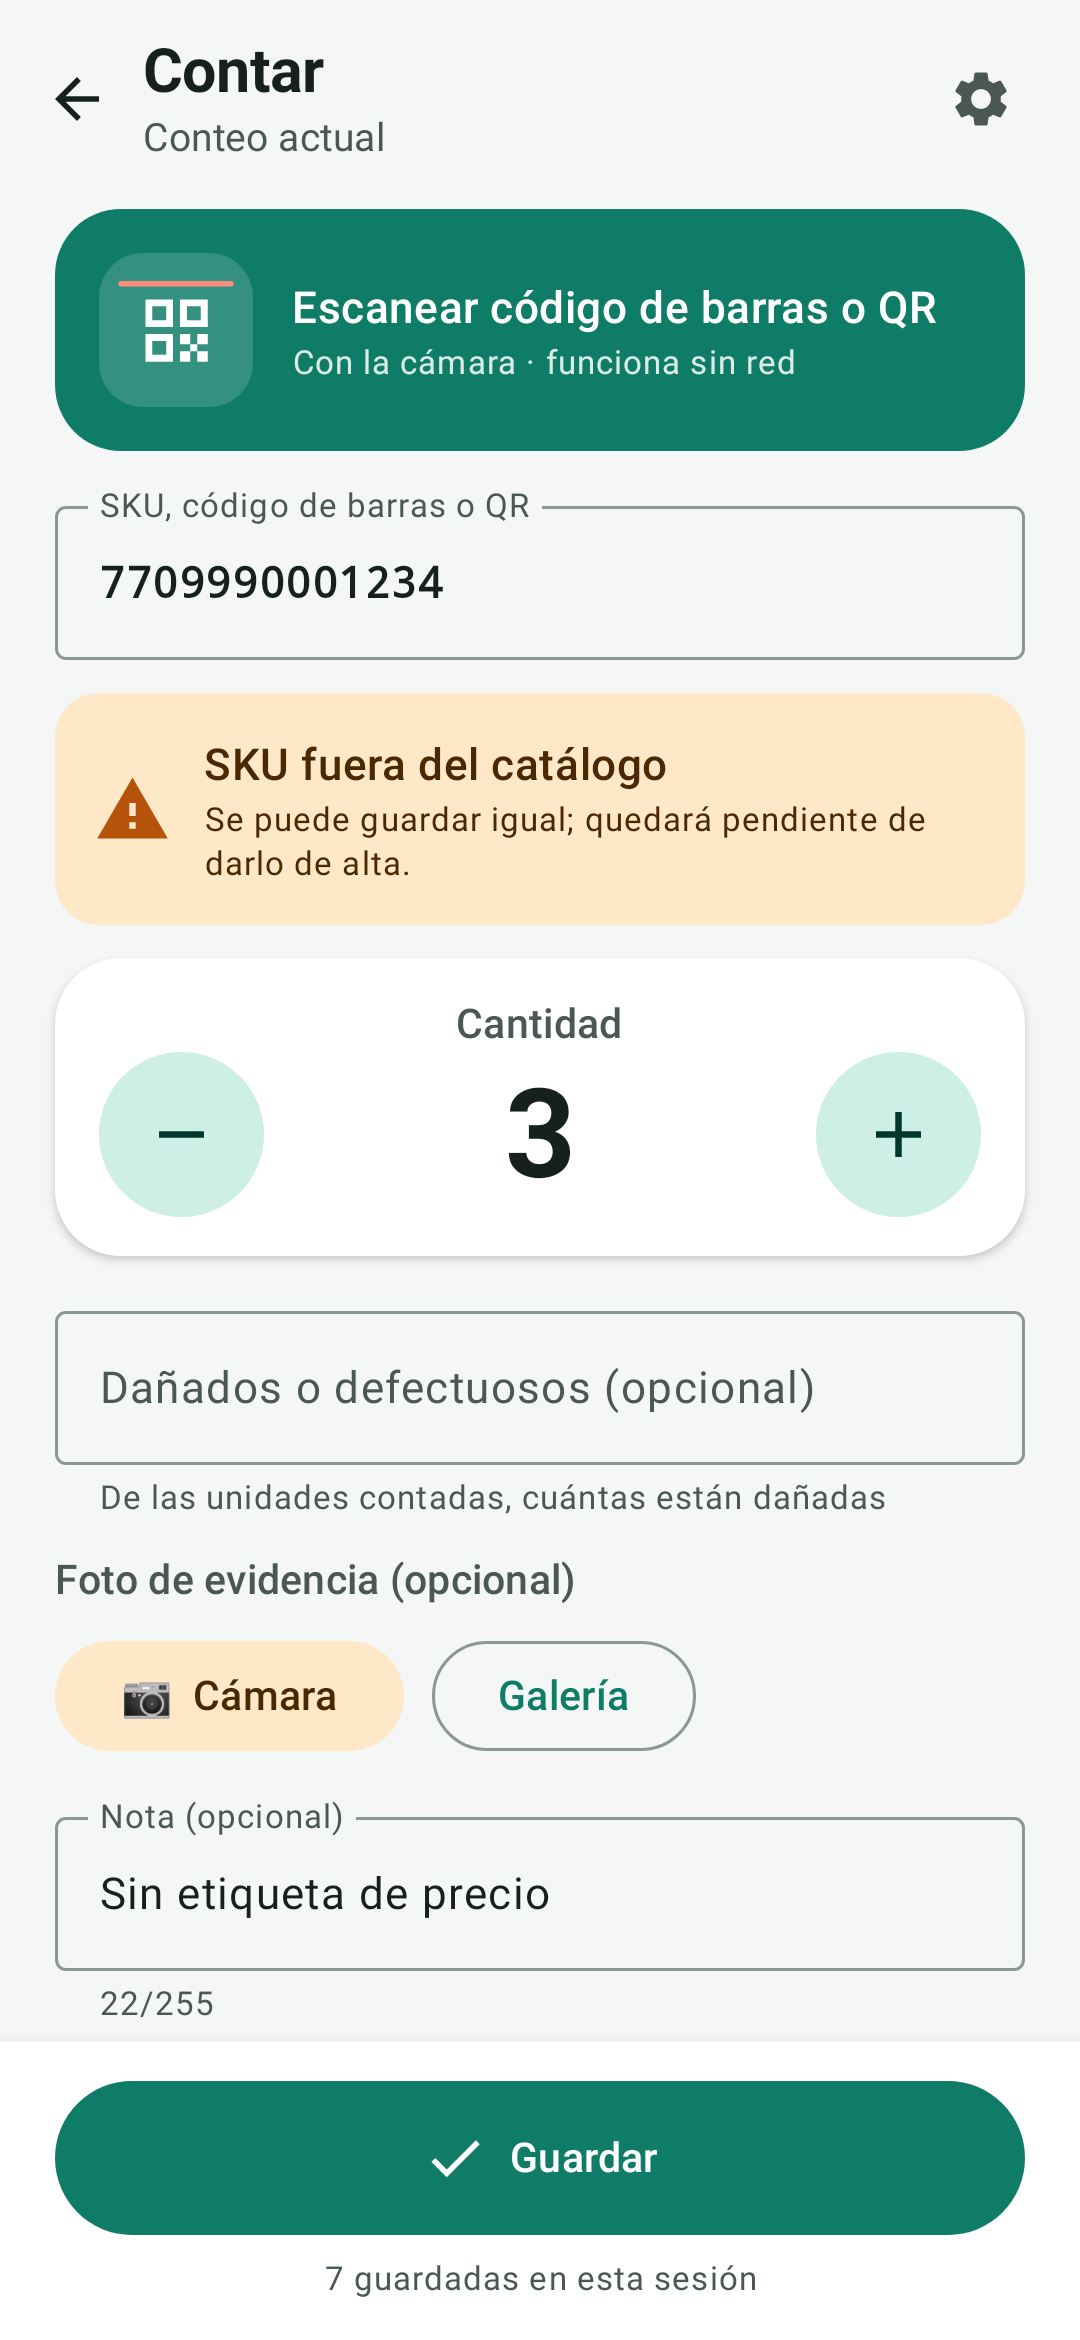 Contar
Conteo actual
Escanear código de barras o QR
Con la cámara · funciona sin red
SKU, código de barras o QR
7709990001234
SKU fuera del catálogo
Se puede guardar igual; quedará pendiente de
darlo de alta.
Cantidad
3
Dañados o defectuosos (opcional)
De las unidades contadas, cuántas están dañadas
Foto de evidencia (opcional)
Cámara
Galería
Nota (opcional)
Sin etiqueta de precio
22/255
Guardar
7 guardadas en esta sesión